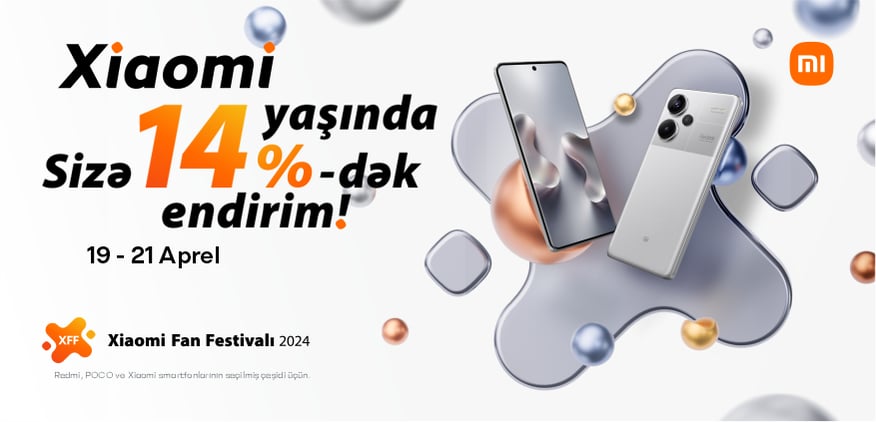 Xiaomi
14 yaşında
Sizə %-dək
endirim!
19 - 21 Aprel
XFF Xiaomi Fan Festivalı 2024
Redmi, POCO və Xiaomi smartfonlarının seçilmiş çeşidi üçün.
mi